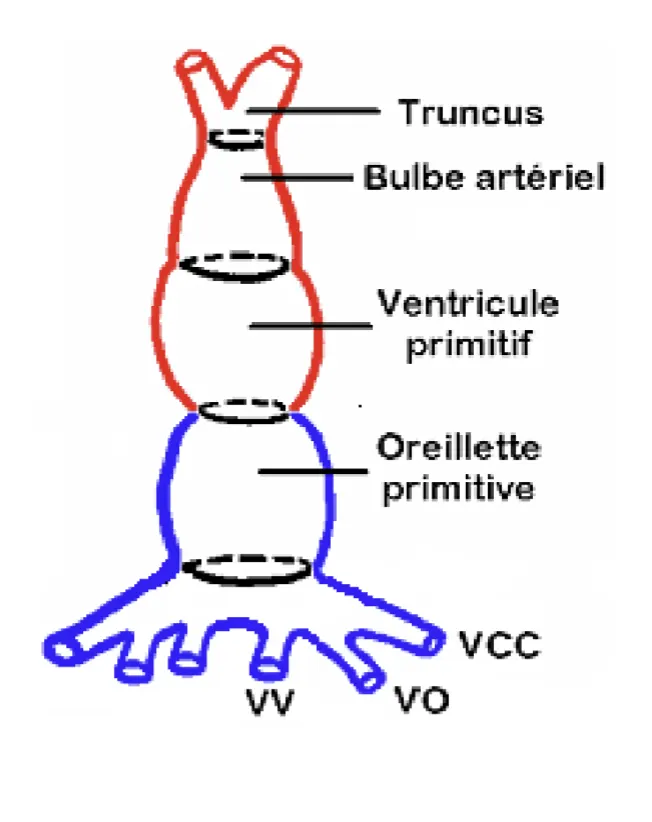 Truncus
Bulbe artériel
Ventricule
primitif
Oreillette
primitive
VCC
VO
VV